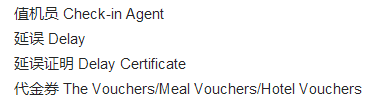 值机员 Check-in Agent
延误 Delay
延误证明 Delay Certificate
代金券 The Vouchers/Meal Vouchers/Hotel Vouchers